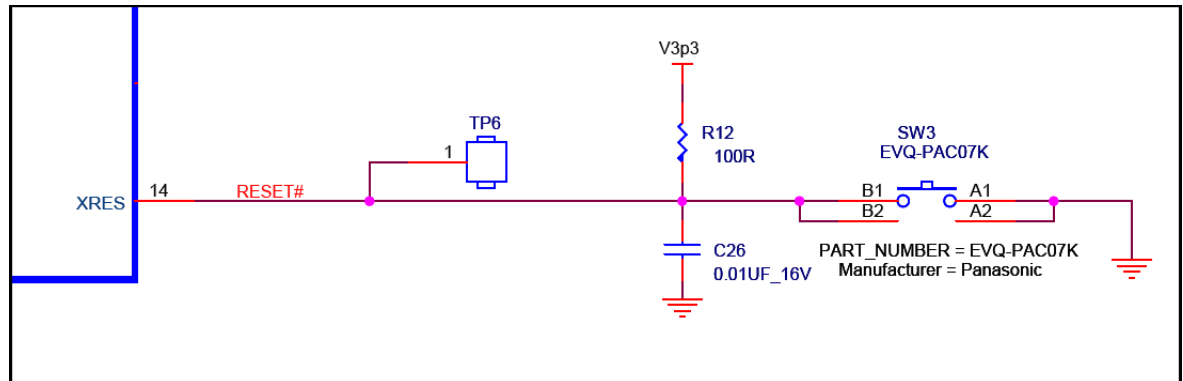 V3p3
TP6
1
R12
100R
SW3
EVQ-PAC07K
XRES
14
RESET#
B1
A1
B2
A2
C26
0.01UF_16V
PART_NUMBER = EVQ-PAC07K
Manufacturer = Panasonic